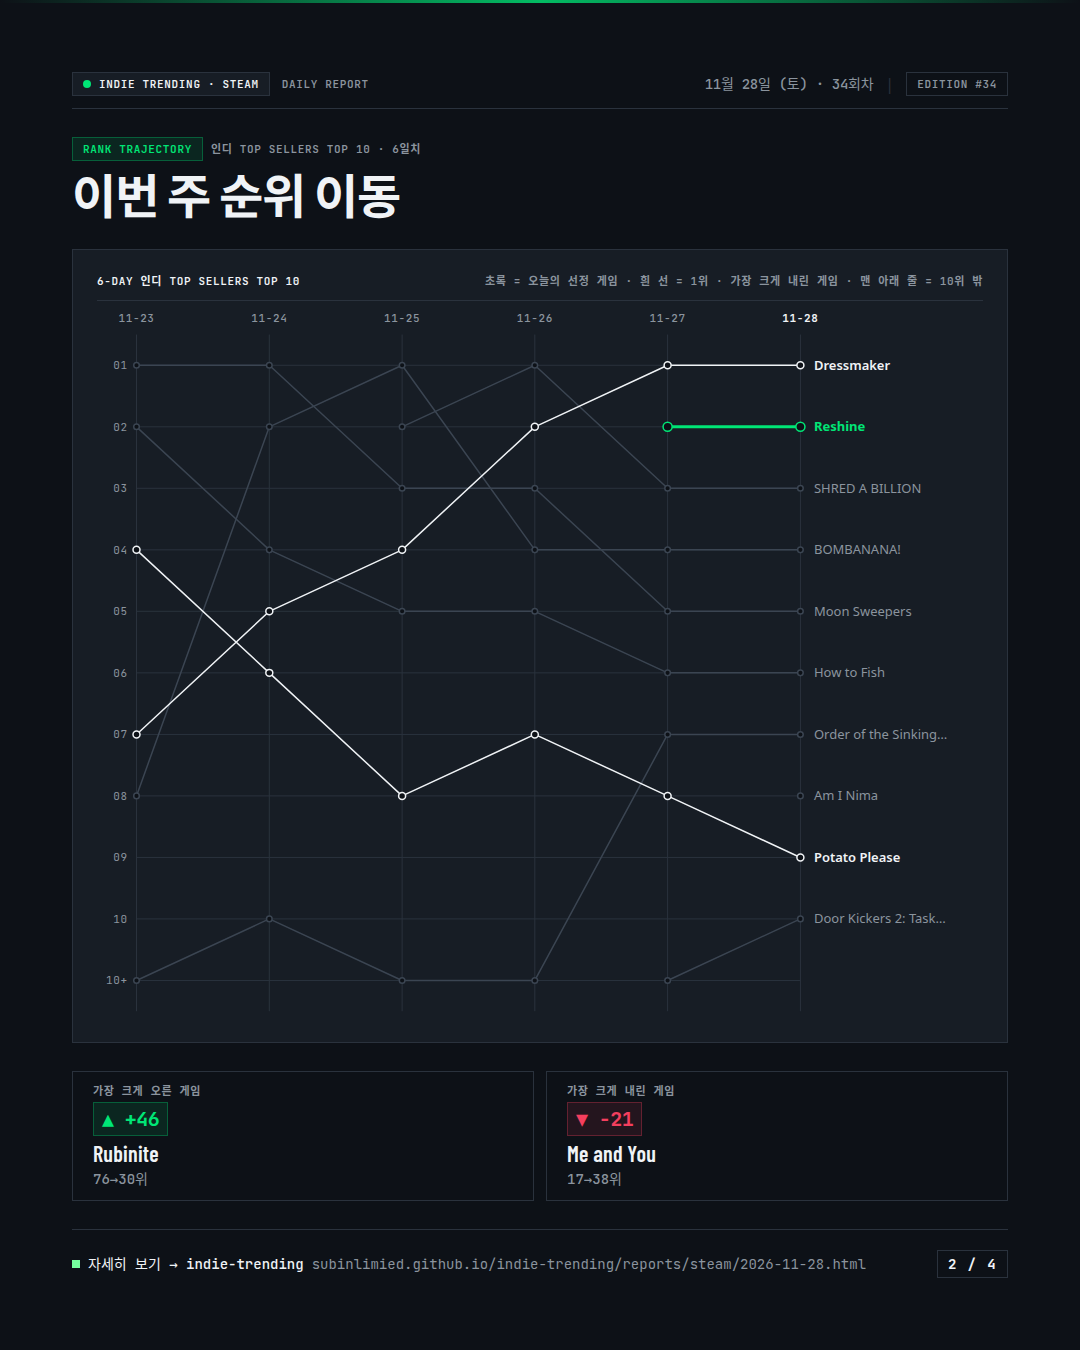 INDIE TRENDING · STEAM DAILY REPORT 11월 28일 (토) · 34회차 | EDITION #34
RANK TRAJECTORY 인디 TOP SELLERS TOP 10 · 6일치
이번 주 순위 이동
6-DAY 인디 TOP SELLERS TOP 10 초록 = 오늘의 선정 게임 · 흰 선 = 1위 · 가장 크게 내린 게임 · 맨 아래 줄 = 10위 밖
11-23 11-24 11-25 11-26 11-27 11-28
01 Dressmaker
02 Reshine
03 SHRED A BILLION
04 BOMBANANA!
05 Moon Sweepers
06 How to Fish
07 Order of the Sinking...
08 Am I Nima
09 Potato Please
10 Door Kickers 2: Task...
10+
가장 크게 오른 게임
▲ +46
Rubinite
76→30위
가장 크게 내린 게임
▼ -21
Me and You
17→38위
자세히 보기 → indie-trending subinlimied.github.io/indie-trending/reports/steam/2026-11-28.html 2 / 4